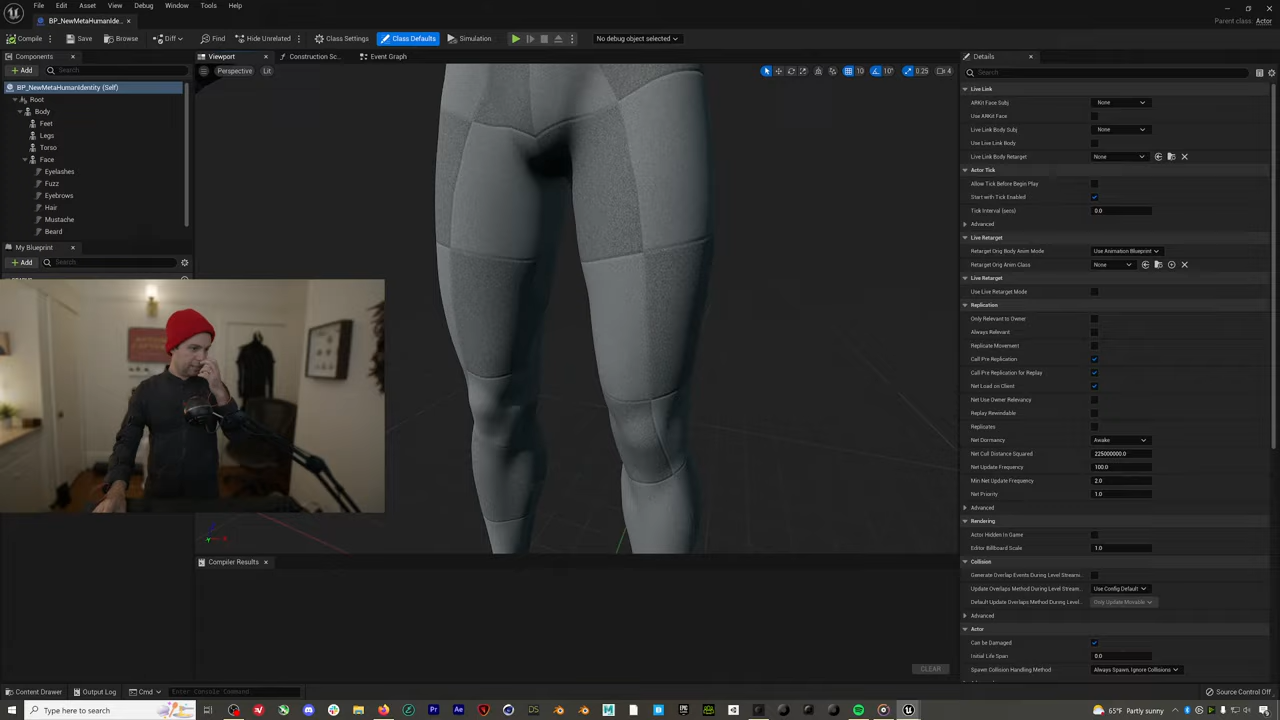 File Edit Asset View Debug Window Tools Help
BP_NewMetaHumanIde...
Parent class: Actor
Compile Save Browse Diff Find Hide Unrelated Class Settings Class Defaults Simulation No debug object selected
Components
Add Search
BP_NewMetaHumanIdentity (Self)
Root
Body
Feet
Legs
Torso
Face
Eyelashes
Fuzz
Eyebrows
Hair
Mustache
Beard
My Blueprint
Add Search
Viewport Construction Sc... Event Graph
Perspective Lit
10 10° 0.25 4
Compiler Results
CLEAR
Details
Search
Live Link
ARKit Face Subj None
Use ARKit Face
Live Link Body Subj None
Use Live Link Body
Live Link Body Retarget None
Actor Tick
Allow Tick Before Begin Play
Start with Tick Enabled
Tick Interval (secs) 0.0
Advanced
Live Retarget
Retarget Orig Body Anim Mode Use Animation Blueprint
Retarget Orig Anim Class None
Live Retarget
Use Live Retarget Mode
Replication
Only Relevant to Owner
Always Relevant
Replicate Movement
Call Pre Replication
Call Pre Replication for Replay
Net Load on Client
Net Use Owner Relevancy
Replay Rewindable
Replicates
Net Dormancy Awake
Net Cull Distance Squared 225000000.0
Net Update Frequency 100.0
Min Net Update Frequency 2.0
Net Priority 1.0
Advanced
Rendering
Actor Hidden In Game
Editor Billboard Scale 1.0
Collision
Generate Overlap Events During Level Streami...
Update Overlaps Method During Level Stream... Use Config Default
Default Update Overlaps Method During Level... Only Update Movable
Advanced
Actor
Can be Damaged
Initial Life Span 0.0
Spawn Collision Handling Method Always Spawn, Ignore Collisions
Content Drawer Output Log Cmd Enter Console Command
Source Control Off
Type here to search
55°F Partly sunny